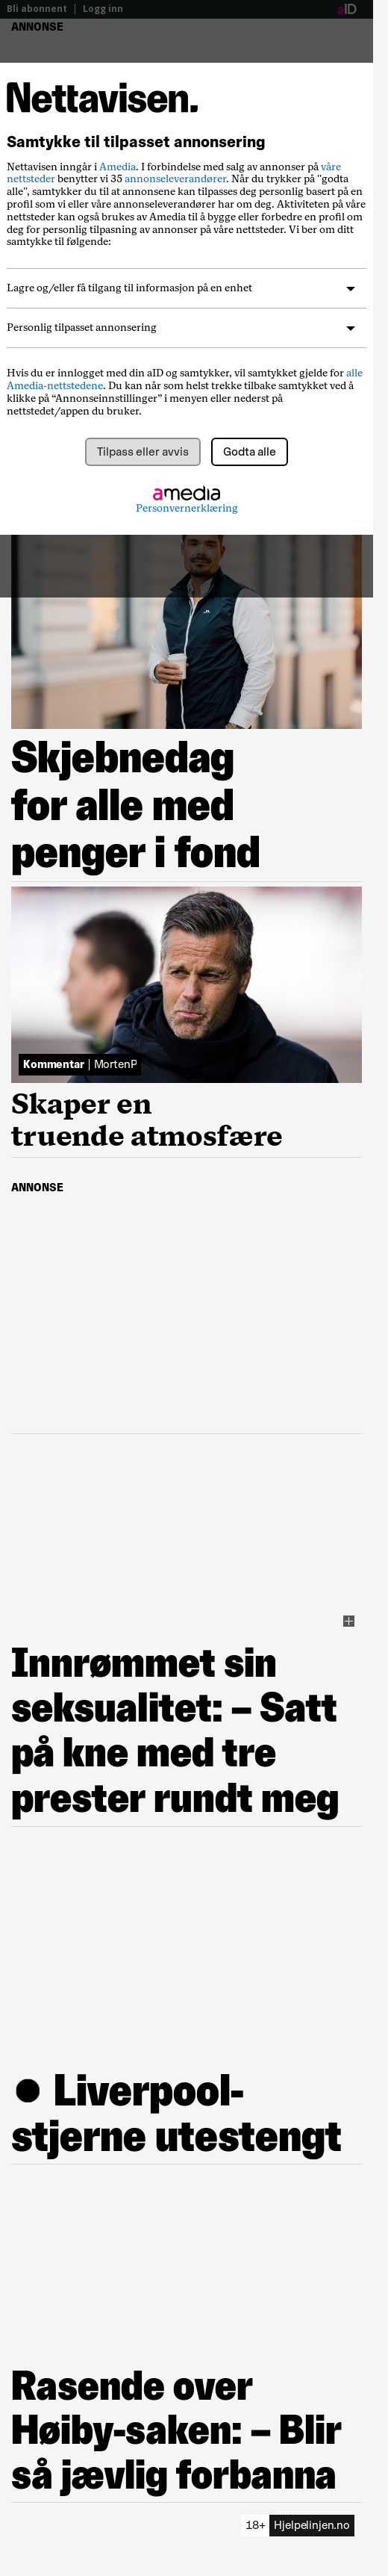 Bli abonnent | Logg inn
aID
ANNONSE
Nettavisen.
Samtykke til tilpasset annonsering
Nettavisen inngår i Amedia. I forbindelse med salg av annonser på våre
nettsteder benytter vi 35 annonseleverandører. Når du trykker på "godta
alle", samtykker du til at annonsene kan tilpasses deg personlig basert på en
profil som vi eller våre annonseleverandører har om deg. Aktiviteten på våre
nettsteder kan også brukes av Amedia til å bygge eller forbedre en profil om
deg for personlig tilpasning av annonser på våre nettsteder. Vi ber om ditt
samtykke til følgende:
Lagre og/eller få tilgang til informasjon på en enhet
Personlig tilpasset annonsering
Hvis du er innlogget med din aID og samtykker, vil samtykket gjelde for alle
Amedia-nettstedene. Du kan når som helst trekke tilbake samtykket ved å
klikke på “Annonseinnstillinger” i menyen eller nederst på
nettstedet/appen du bruker.
Tilpass eller avvis
Godta alle
amedia
Personvernerklæring
Skjebnedag
for alle med
penger i fond
Kommentar | MortenP
Skaper en
truende atmosfære
ANNONSE
Innrømmet sin
seksualitet: – Satt
på kne med tre
prester rundt meg
● Liverpool-
stjerne utestengt
Rasende over
Høiby-saken: – Blir
så jævlig forbanna
18+ Hjelpelinjen.no